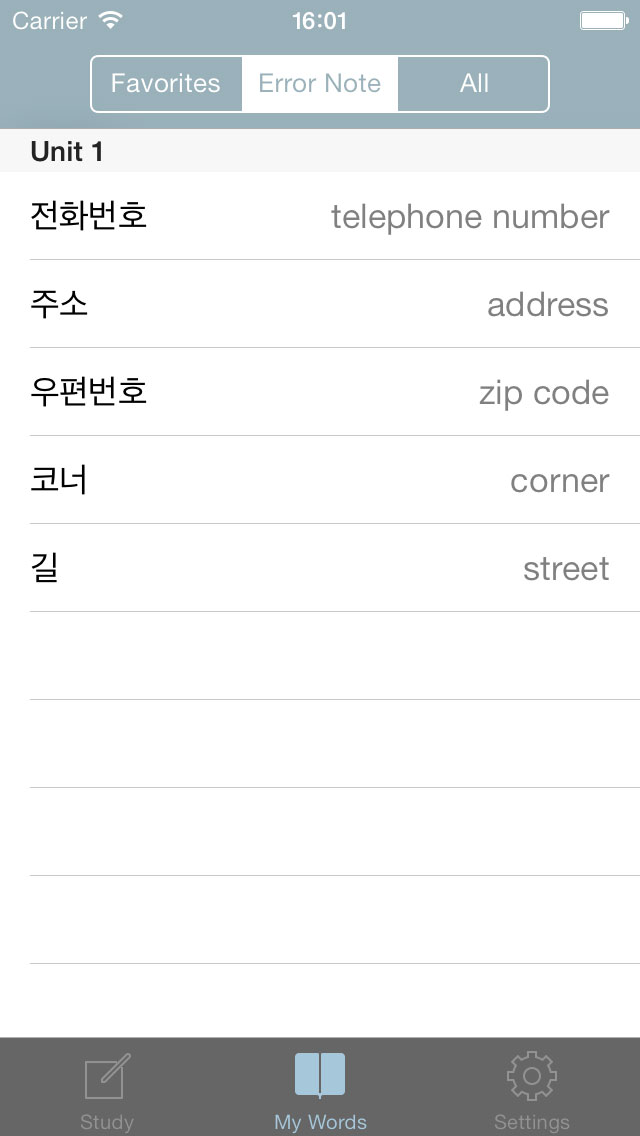 Carrier 16:01
Favorites Error Note All
Unit 1
전화번호 telephone number
주소 address
우편번호 zip code
코너 corner
길 street
Study My Words Settings